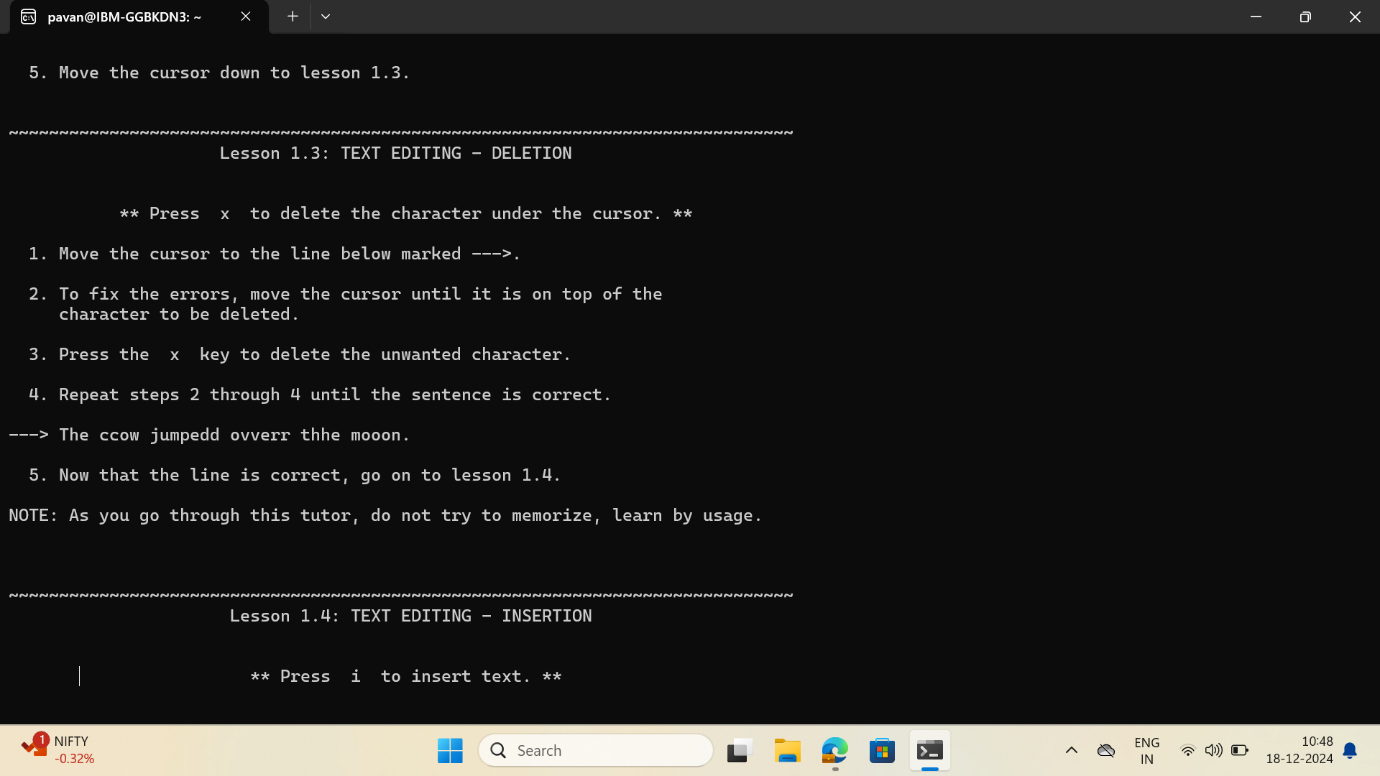 pavan@IBM-GGBKDN3: ~
5. Move the cursor down to lesson 1.3.
~~~~~~~~~~~~~~~~~~~~~~~~~~~~~~~~~~~~~~~~~~~~~~~~~~~~~~~~~~~~~~~~~~~~~~~~~~~~~~
Lesson 1.3: TEXT EDITING - DELETION
** Press  x  to delete the character under the cursor. **
1. Move the cursor to the line below marked --->.
2. To fix the errors, move the cursor until it is on top of the
character to be deleted.
3. Press the  x  key to delete the unwanted character.
4. Repeat steps 2 through 4 until the sentence is correct.
---> The ccow jumpedd ovverr thhe mooon.
5. Now that the line is correct, go on to lesson 1.4.
NOTE: As you go through this tutor, do not try to memorize, learn by usage.
~~~~~~~~~~~~~~~~~~~~~~~~~~~~~~~~~~~~~~~~~~~~~~~~~~~~~~~~~~~~~~~~~~~~~~~~~~~~~~
Lesson 1.4: TEXT EDITING - INSERTION
** Press  i  to insert text. **
1 NIFTY
-0.32%
Search
ENG
IN
10:48
18-12-2024